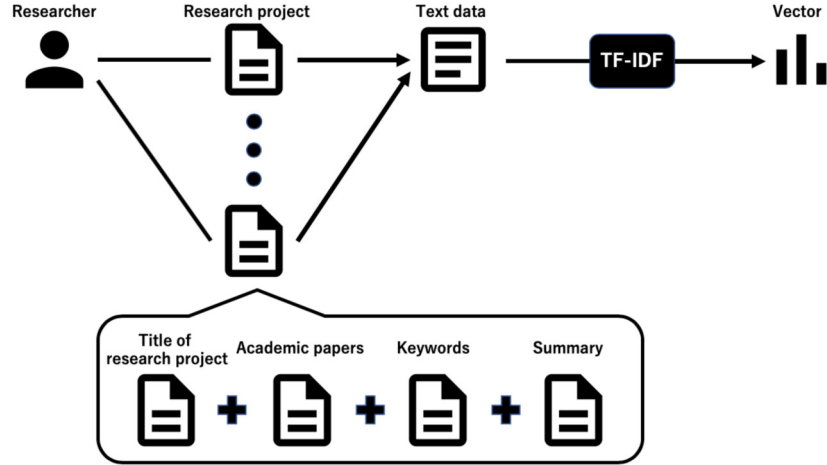 Researcher
Research project
Text data
Vector
TF-IDF
Title of
research project
Academic papers
Keywords
Summary